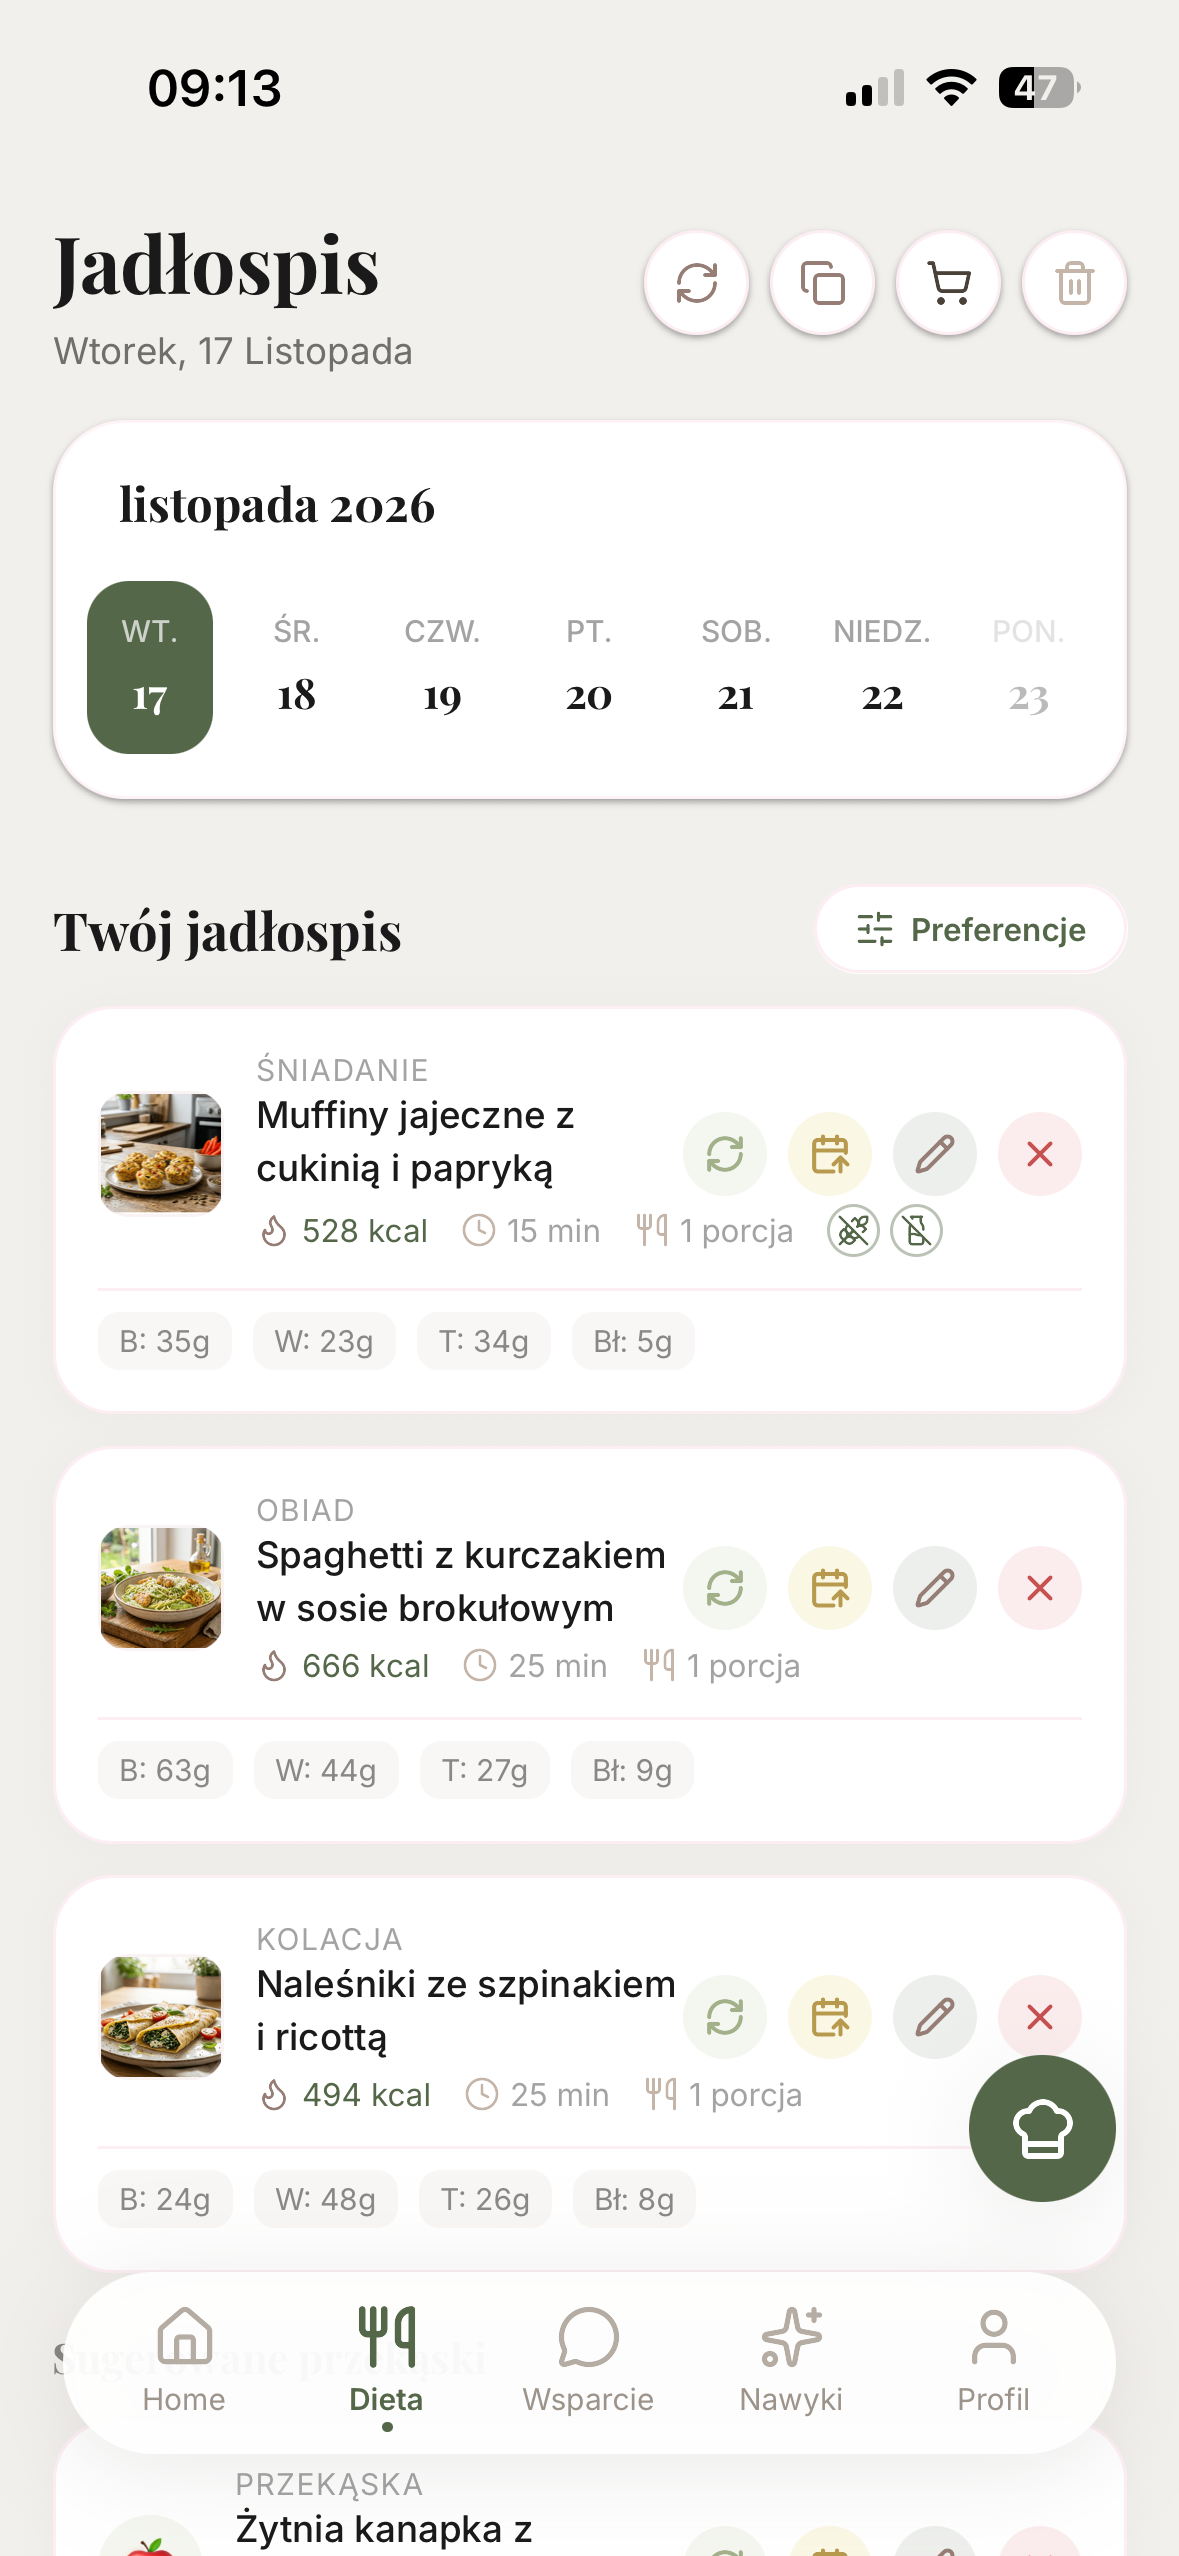 09:13
47
Jadłospis
Wtorek, 17 Listopada
listopada 2026
WT. ŚR. CZW. PT. SOB. NIEDZ. PON.
17 18 19 20 21 22 23
Twój jadłospis
Preferencje
ŚNIADANIE
Muffiny jajeczne z
cukinią i papryką
528 kcal 15 min 1 porcja
B: 35g W: 23g T: 34g Bł: 5g
OBIAD
Spaghetti z kurczakiem
w sosie brokułowym
666 kcal 25 min 1 porcja
B: 63g W: 44g T: 27g Bł: 9g
KOLACJA
Naleśniki ze szpinakiem
i ricottą
494 kcal 25 min 1 porcja
B: 24g W: 48g T: 26g Bł: 8g
Sugerowane przekąski
Home Dieta Wsparcie Nawyki Profil
PRZEKĄSKA
Żytnia kanapka z